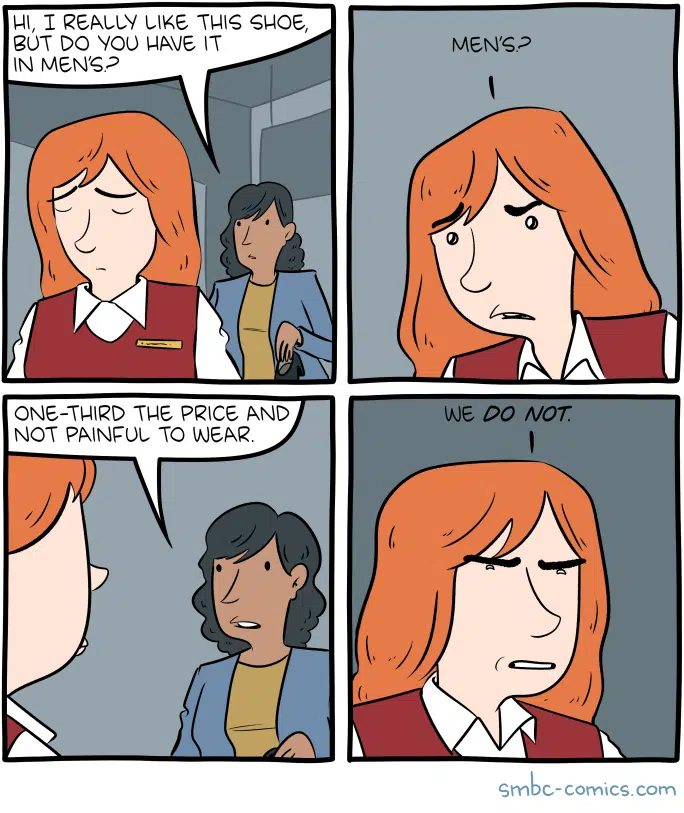 HI, I REALLY LIKE THIS SHOE,
BUT DO YOU HAVE IT
IN MEN'S?
MEN'S?
ONE-THIRD THE PRICE AND
NOT PAINFUL TO WEAR.
WE DO NOT.
smbc-comics.com